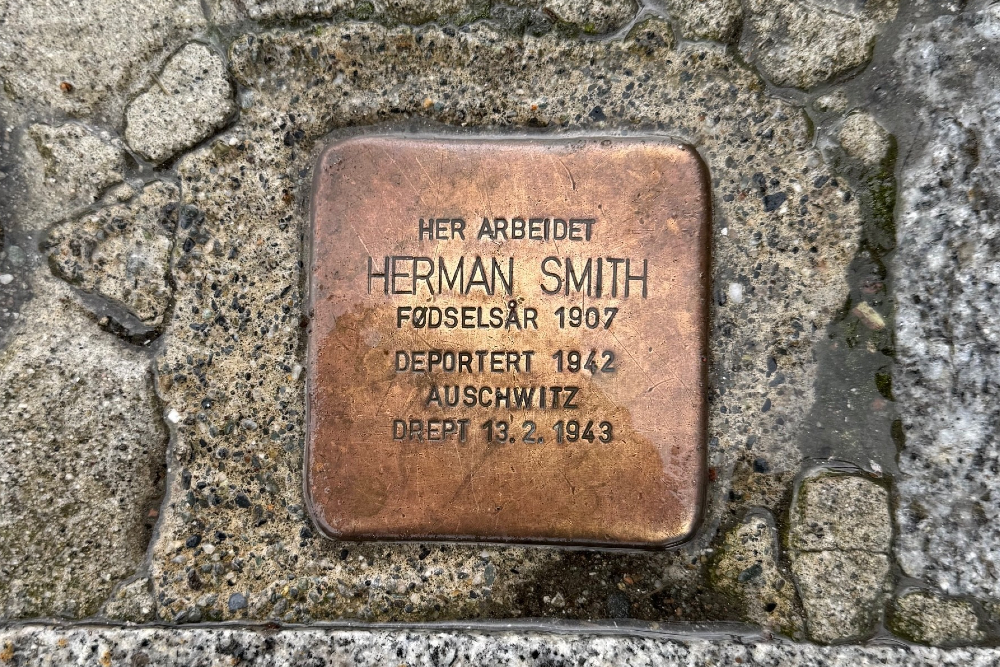 HER ARBEIDET
HERMAN SMITH
FØDSELSÅR 1907
DEPORTERT 1942
AUSCHWITZ
DREPT 13.2.1943